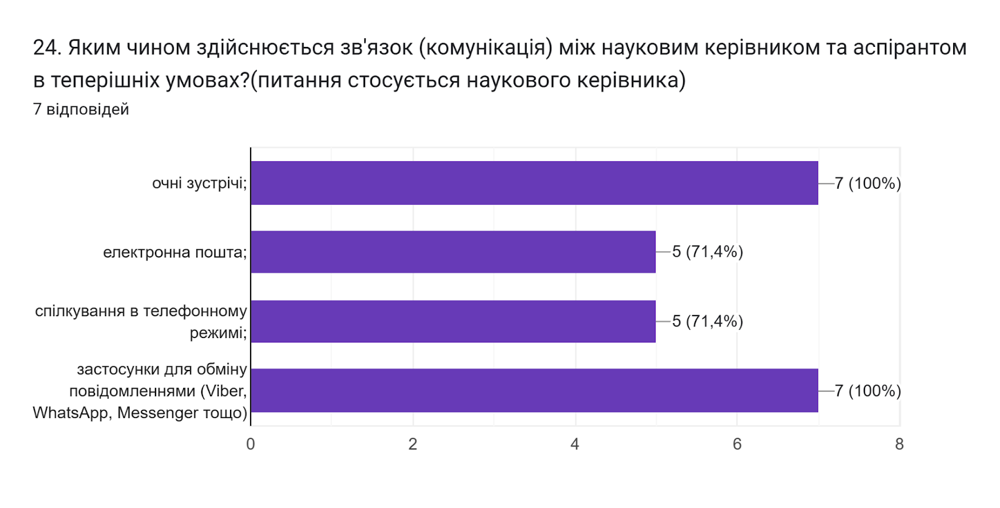 24. Яким чином здійснюється зв'язок (комунікація) між науковим керівником та аспірантом
в теперішніх умовах?(питання стосується наукового керівника)
7 відповідей
очні зустрічі;
7 (100%)
електронна пошта;
5 (71,4%)
спілкування в телефонному
режимі;
5 (71,4%)
застосунки для обміну
повідомленнями (Viber,
WhatsApp, Messenger тощо)
7 (100%)
0 2 4 6 8